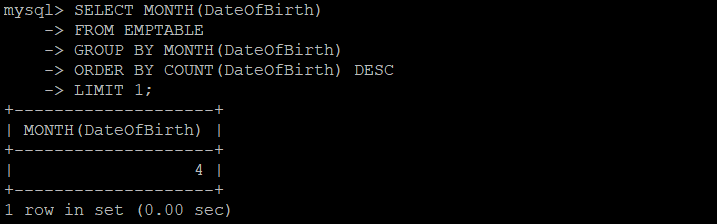 mysql> SELECT MONTH(DateOfBirth)
    -> FROM EMPTABLE
    -> GROUP BY MONTH(DateOfBirth)
    -> ORDER BY COUNT(DateOfBirth) DESC
    -> LIMIT 1;
+--------------------+
| MONTH(DateOfBirth) |
+--------------------+
|                  4 |
+--------------------+
1 row in set (0.00 sec)